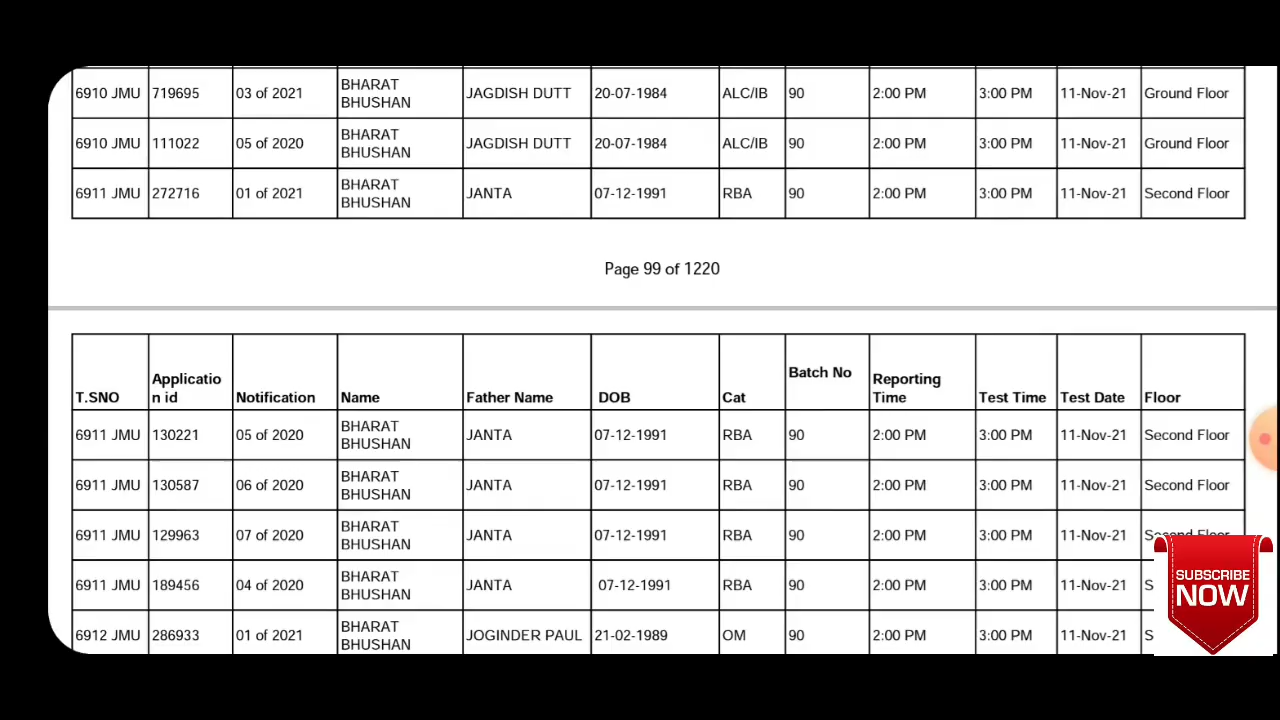 6910 JMU 719695 03 of 2021 BHARAT BHUSHAN JAGDISH DUTT 20-07-1984 ALC/IB 90 2:00 PM 3:00 PM 11-Nov-21 Ground Floor
6910 JMU 111022 05 of 2020 BHARAT BHUSHAN JAGDISH DUTT 20-07-1984 ALC/IB 90 2:00 PM 3:00 PM 11-Nov-21 Ground Floor
6911 JMU 272716 01 of 2021 BHARAT BHUSHAN JANTA 07-12-1991 RBA 90 2:00 PM 3:00 PM 11-Nov-21 Second Floor
Page 99 of 1220
T.SNO Application id Notification Name Father Name DOB Cat Batch No Reporting Time Test Time Test Date Floor
6911 JMU 130221 05 of 2020 BHARAT BHUSHAN JANTA 07-12-1991 RBA 90 2:00 PM 3:00 PM 11-Nov-21 Second Floor
6911 JMU 130587 06 of 2020 BHARAT BHUSHAN JANTA 07-12-1991 RBA 90 2:00 PM 3:00 PM 11-Nov-21 Second Floor
6911 JMU 129963 07 of 2020 BHARAT BHUSHAN JANTA 07-12-1991 RBA 90 2:00 PM 3:00 PM 11-Nov-21 Second Floor
6911 JMU 189456 04 of 2020 BHARAT BHUSHAN JANTA 07-12-1991 RBA 90 2:00 PM 3:00 PM 11-Nov-21 S
6912 JMU 286933 01 of 2021 BHARAT BHUSHAN JOGINDER PAUL 21-02-1989 OM 90 2:00 PM 3:00 PM 11-Nov-21 S
SUBSCRIBE
NOW